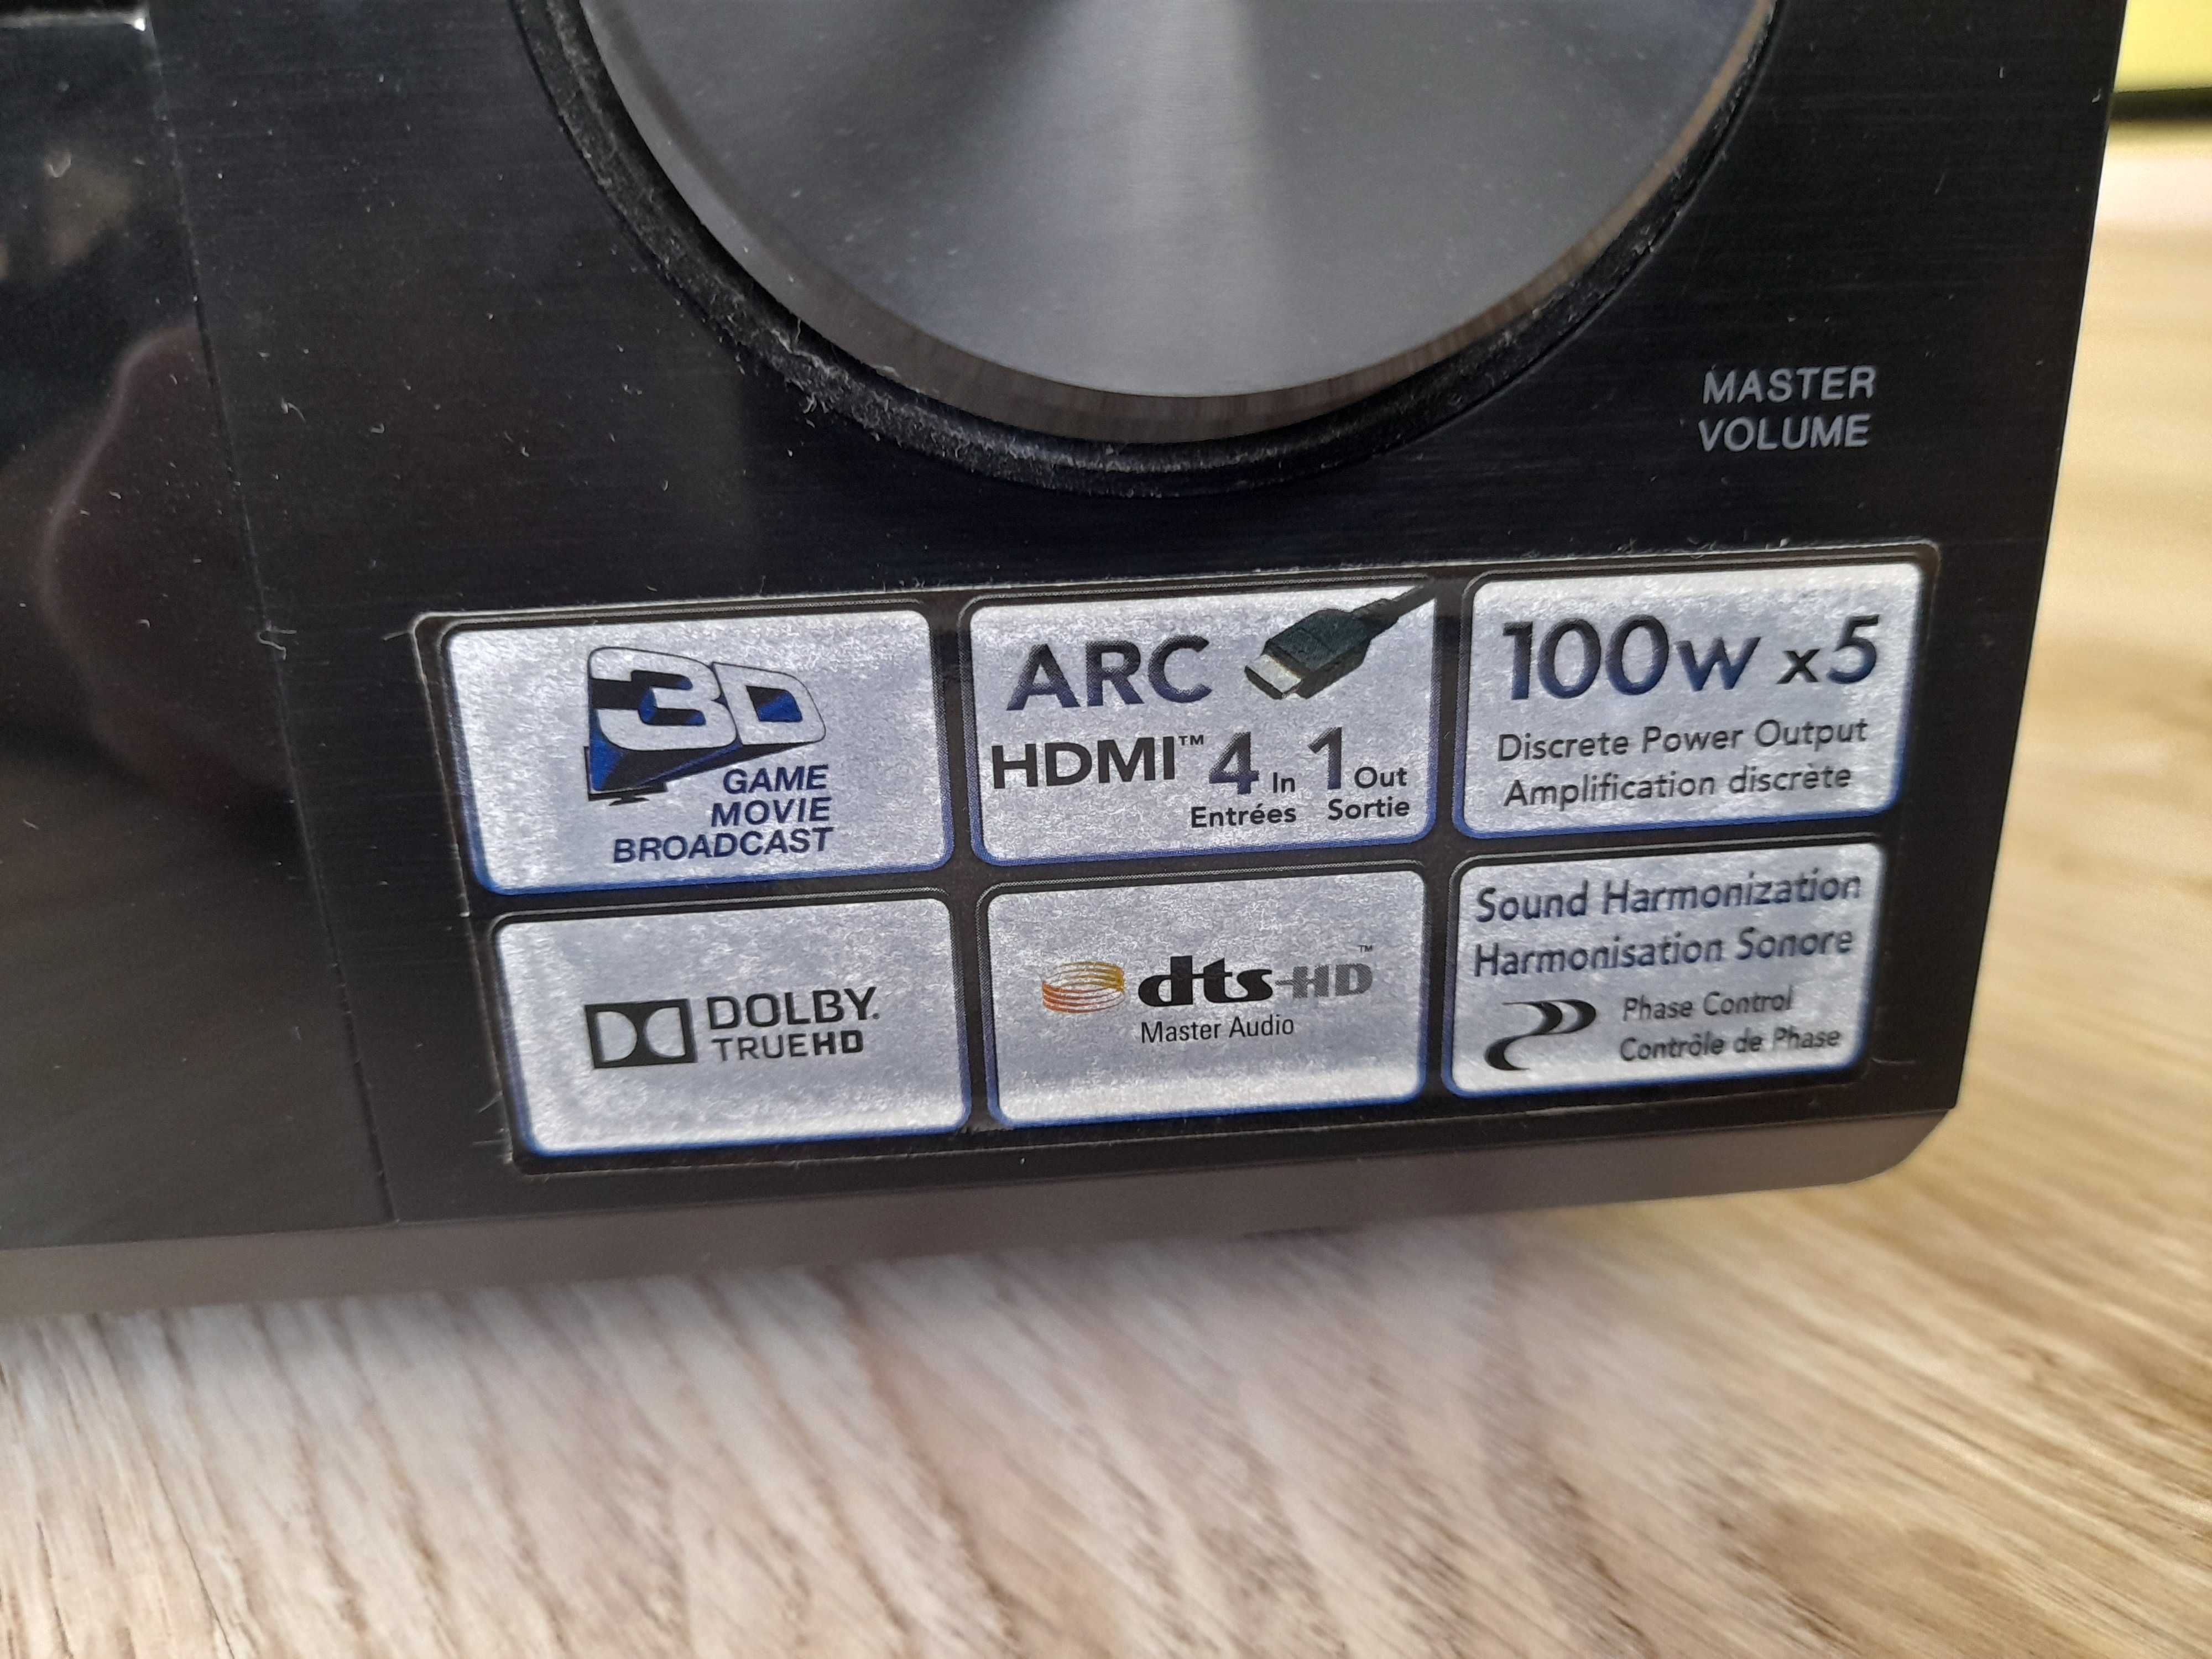 MASTER
VOLUME
3D
GAME
MOVIE
BROADCAST
ARC
HDMI™ 4 In 1 Out
Entrées Sortie
100W x5
Discrete Power Output
Amplification discrète
DOLBY®
TRUEHD
dts-HD™
Master Audio
Sound Harmonization
Harmonisation Sonore
Phase Control
Contrôle de Phase